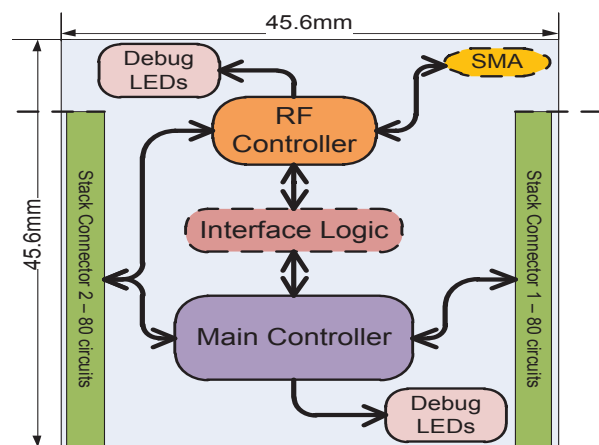 45.6mm
Debug
LEDs
SMA
RF
Controller
Interface Logic
Main Controller
Debug
LEDs
45.6mm
Stack Connector 2 – 80 circuits
Stack Connector 1 – 80 circuits